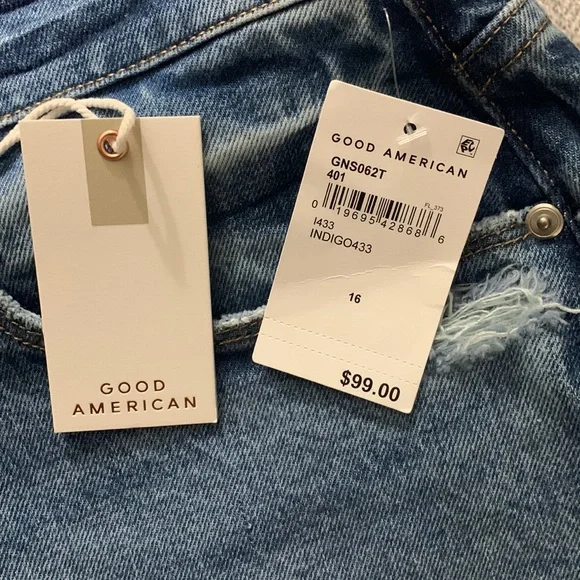 GOOD
AMERICAN
GOOD AMERICAN
GNS062T
401
FL_373
0 19695 42868 6
I433
INDIGO433
16
$99.00